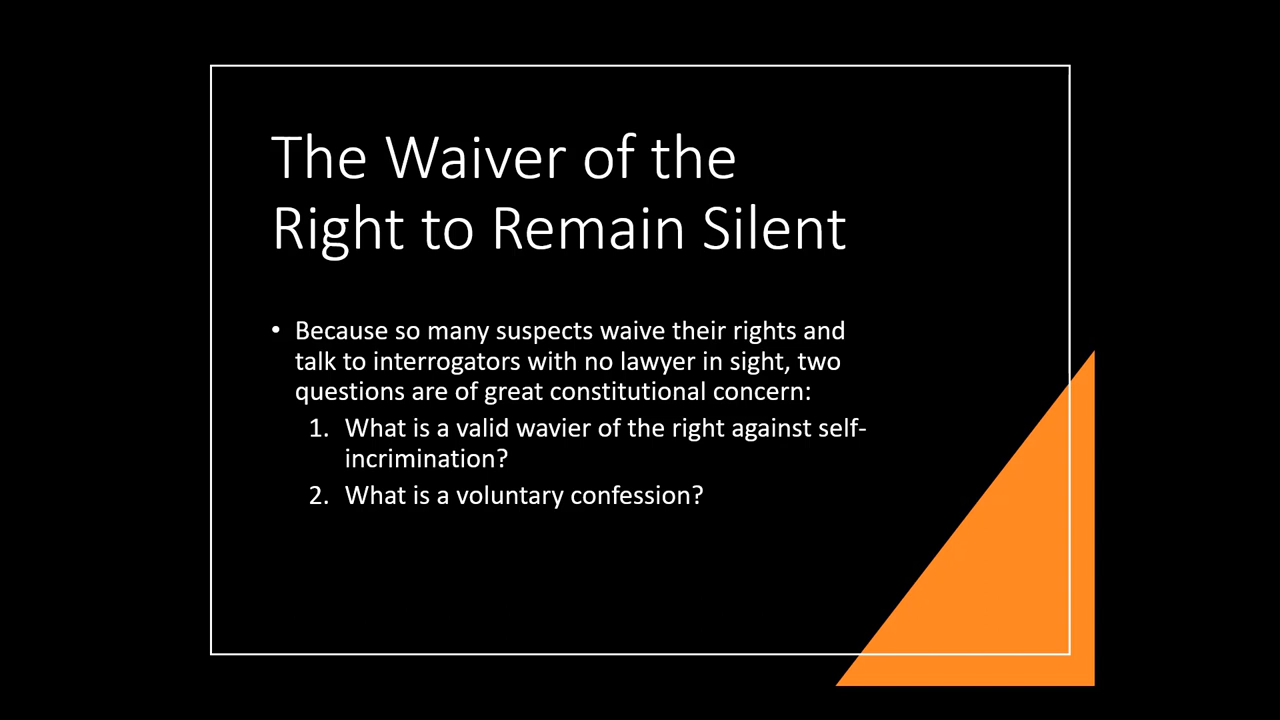 The Waiver of the
Right to Remain Silent
• Because so many suspects waive their rights and
talk to interrogators with no lawyer in sight, two
questions are of great constitutional concern:
1. What is a valid wavier of the right against self-
incrimination?
2. What is a voluntary confession?